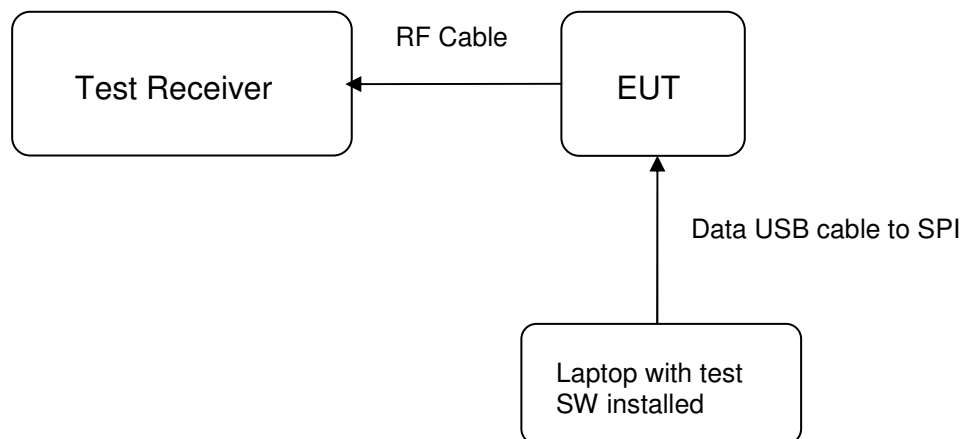 RF Cable
Test Receiver
EUT
Data USB cable to SPI
Laptop with test
SW installed